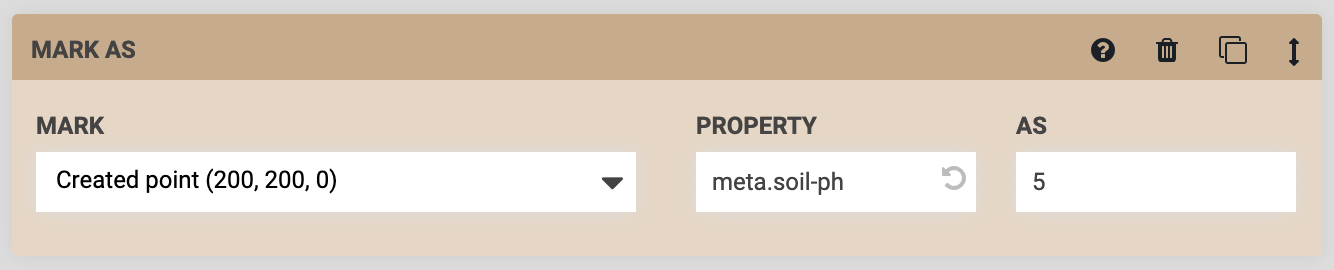 MARK AS
MARK
PROPERTY
AS
Created point (200, 200, 0)
meta.soil-ph
5